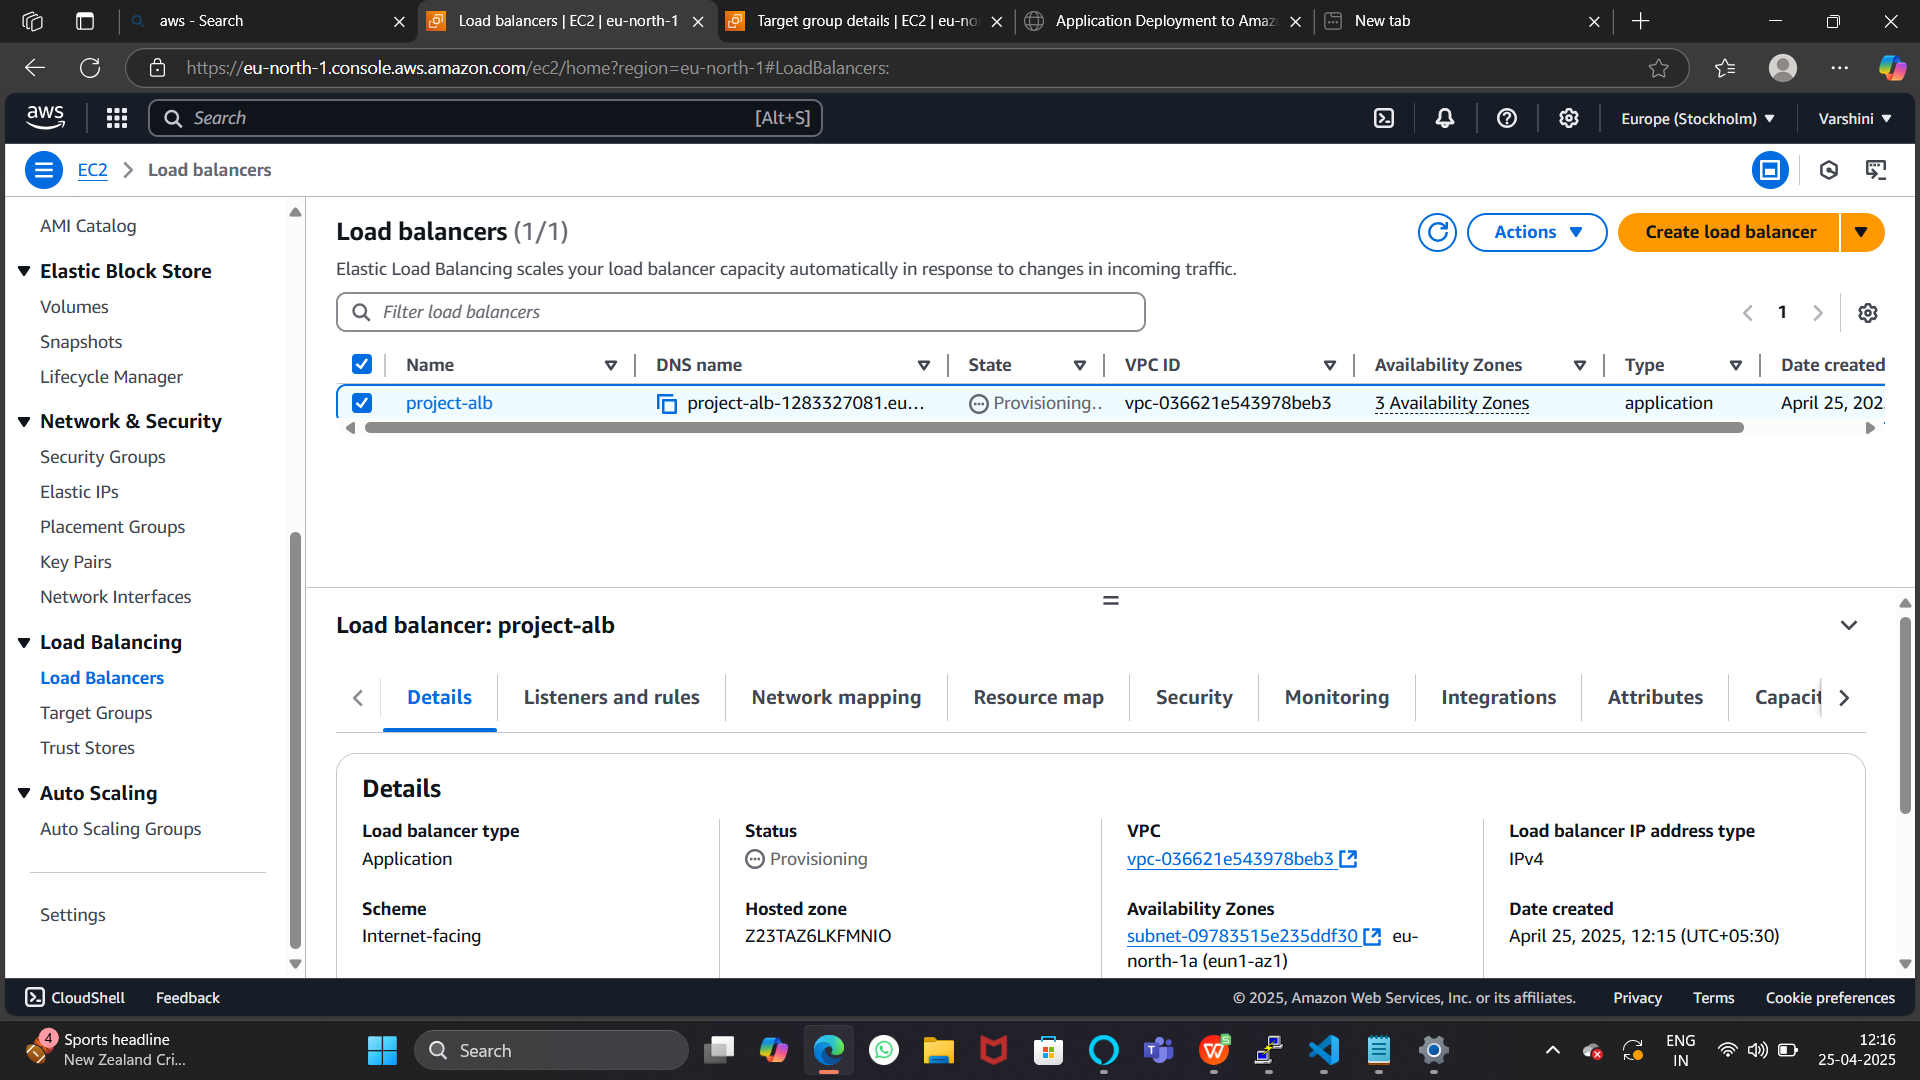 aws - Search
Load balancers | EC2 | eu-north-1
Target group details | EC2 | eu-no
Application Deployment to Amaz
New tab
https://eu-north-1.console.aws.amazon.com/ec2/home?region=eu-north-1#LoadBalancers:
aws
Search
[Alt+S]
Europe (Stockholm)
Varshini
EC2
Load balancers
AMI Catalog
Elastic Block Store
Volumes
Snapshots
Lifecycle Manager
Network & Security
Security Groups
Elastic IPs
Placement Groups
Key Pairs
Network Interfaces
Load Balancing
Load Balancers
Target Groups
Trust Stores
Auto Scaling
Auto Scaling Groups
Settings
Load balancers (1/1)
Actions
Create load balancer
Elastic Load Balancing scales your load balancer capacity automatically in response to changes in incoming traffic.
Filter load balancers
1
Name
DNS name
State
VPC ID
Availability Zones
Type
Date created
project-alb
project-alb-1283327081.eu...
Provisioning..
vpc-036621e543978beb3
3 Availability Zones
application
April 25, 202.
Load balancer: project-alb
Details
Listeners and rules
Network mapping
Resource map
Security
Monitoring
Integrations
Attributes
Capacit
Details
Load balancer type
Application
Status
Provisioning
VPC
vpc-036621e543978beb3
Load balancer IP address type
IPv4
Scheme
Internet-facing
Hosted zone
Z23TAZ6LKFMNIO
Availability Zones
subnet-09783515e235ddf30 eu-
north-1a (eun1-az1)
Date created
April 25, 2025, 12:15 (UTC+05:30)
CloudShell
Feedback
© 2025, Amazon Web Services, Inc. or its affiliates.
Privacy
Terms
Cookie preferences
4
Sports headline
New Zealand Cri...
Search
ENG
IN
12:16
25-04-2025